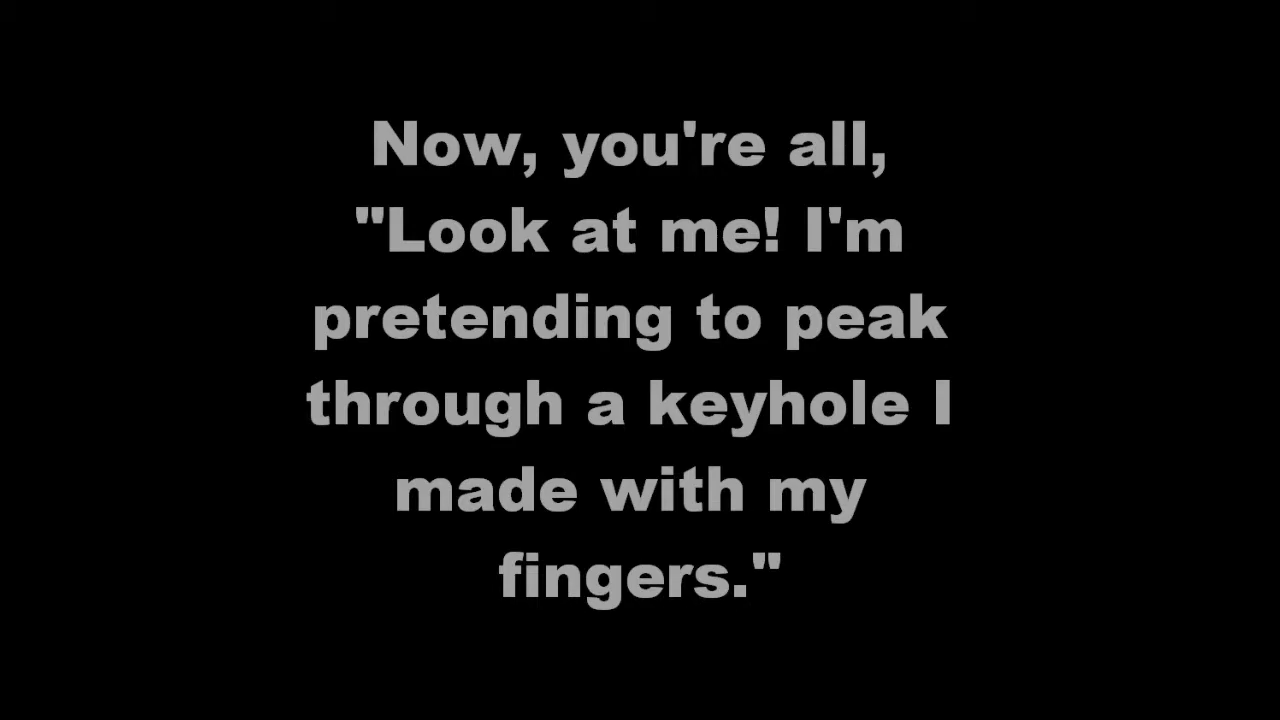 Now, you're all,
"Look at me! I'm
pretending to peak
through a keyhole I
made with my
fingers."